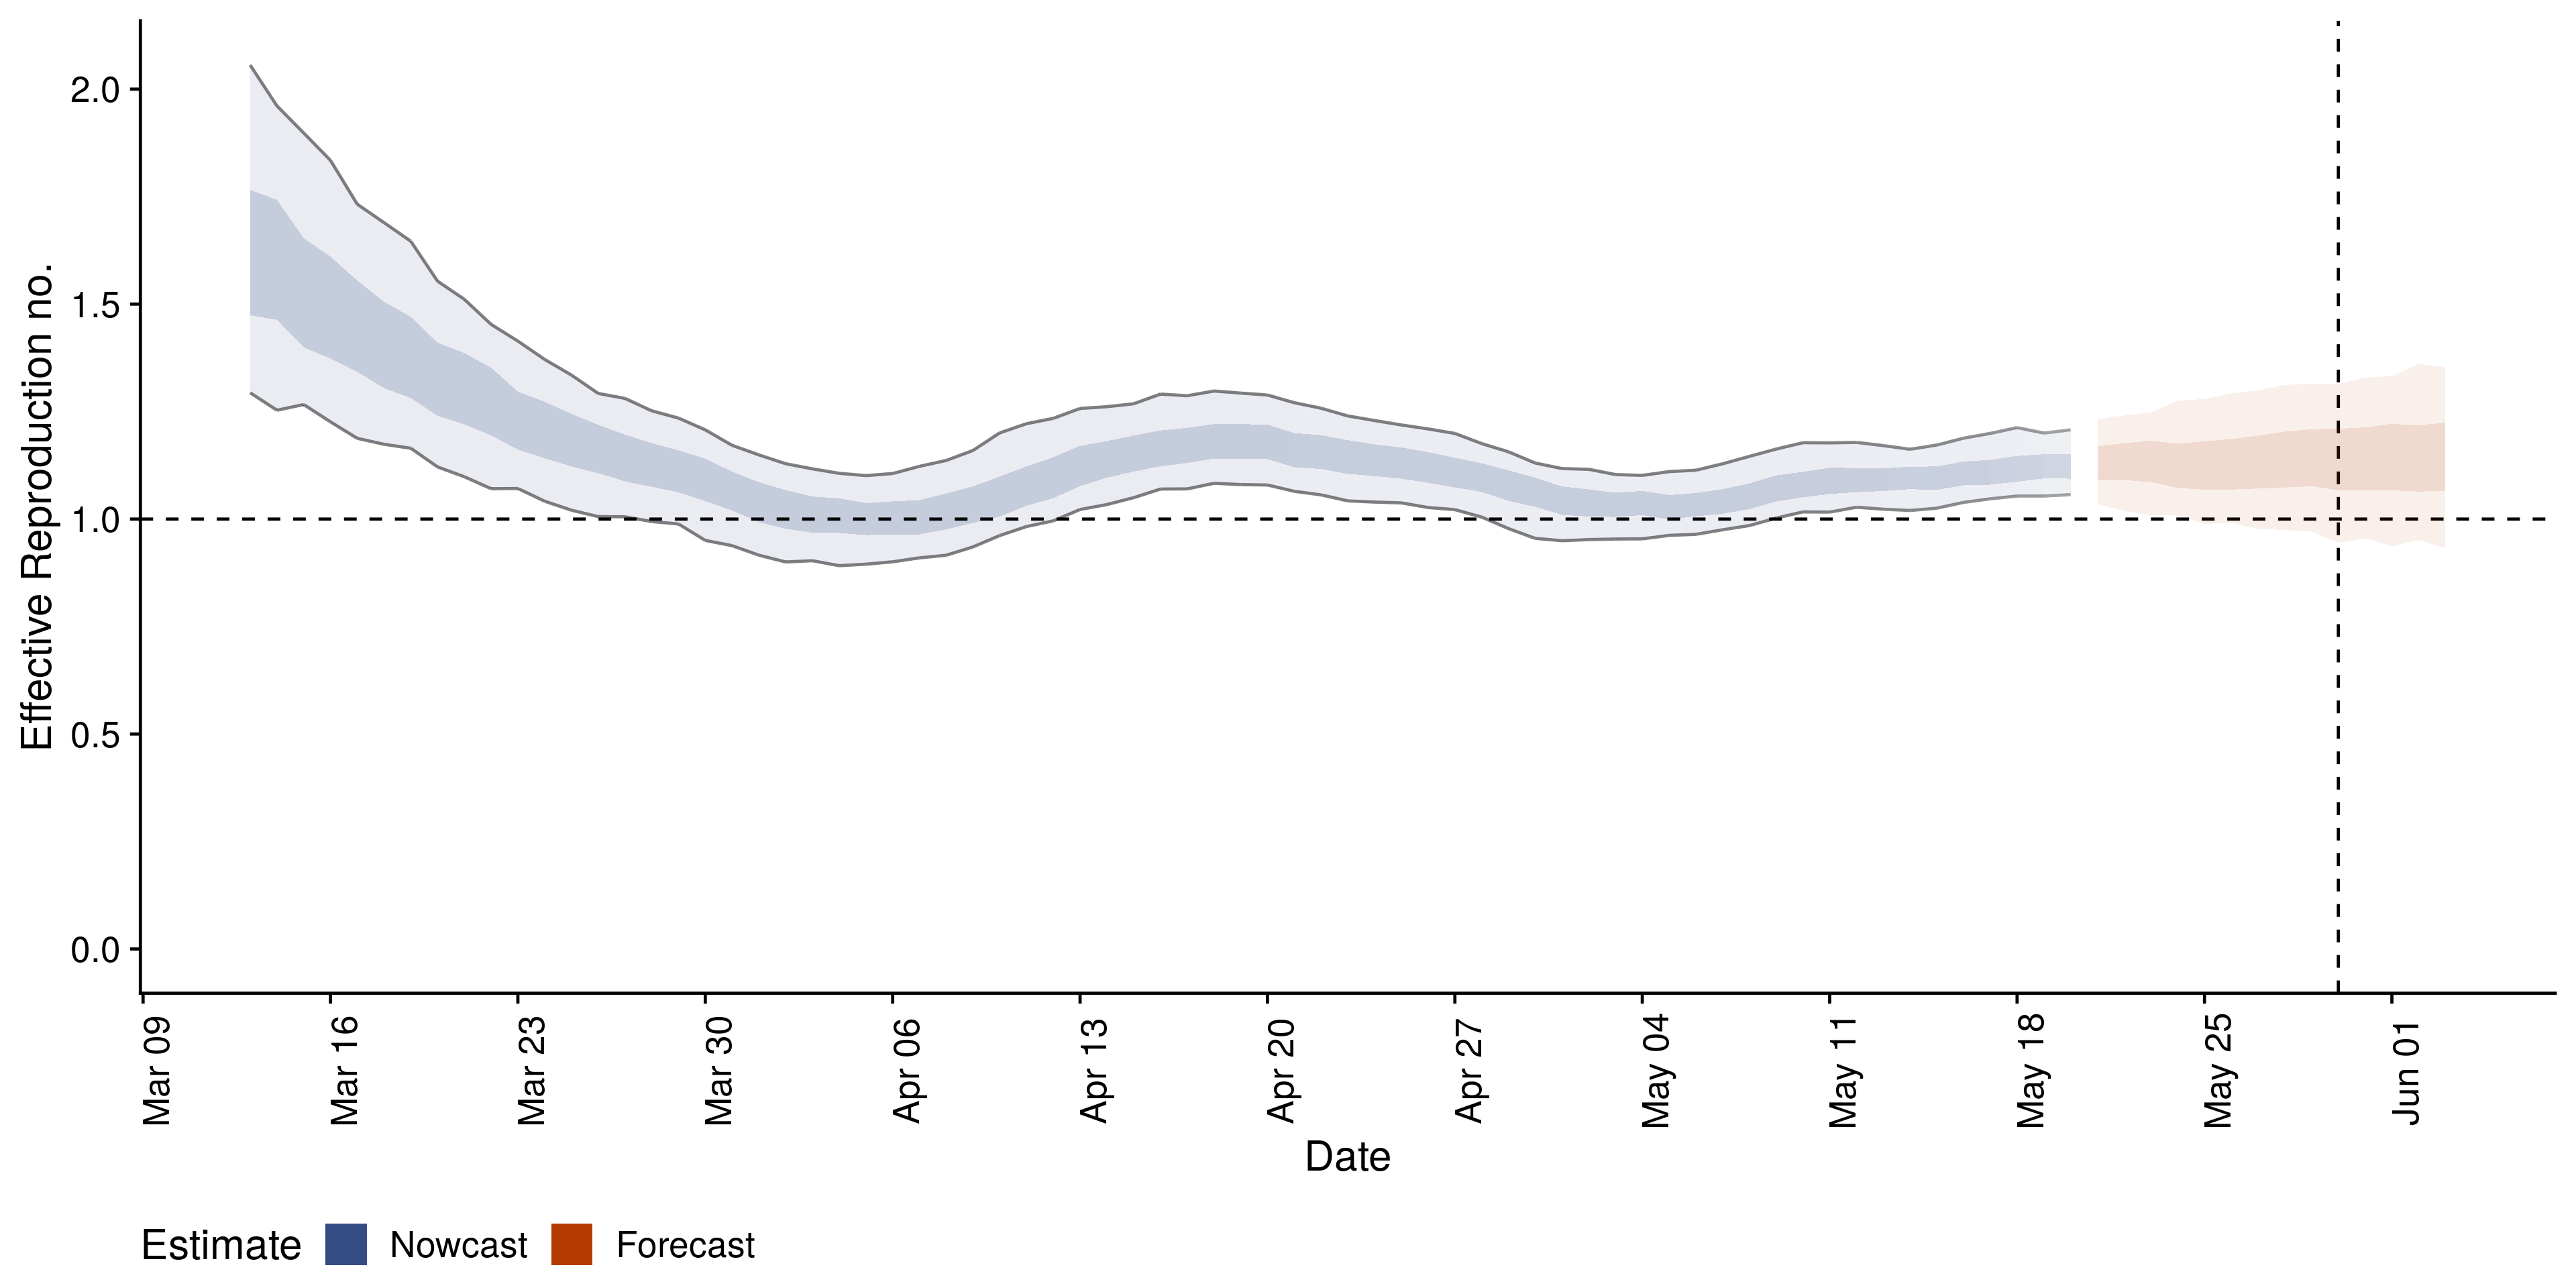 Effective Reproduction no.
2.0
1.5
1.0
0.5
0.0
Mar 09
Mar 16
Mar 23
Mar 30
Apr 06
Apr 13
Apr 20
Apr 27
May 04
May 11
May 18
May 25
Jun 01
Date
Estimate Nowcast Forecast